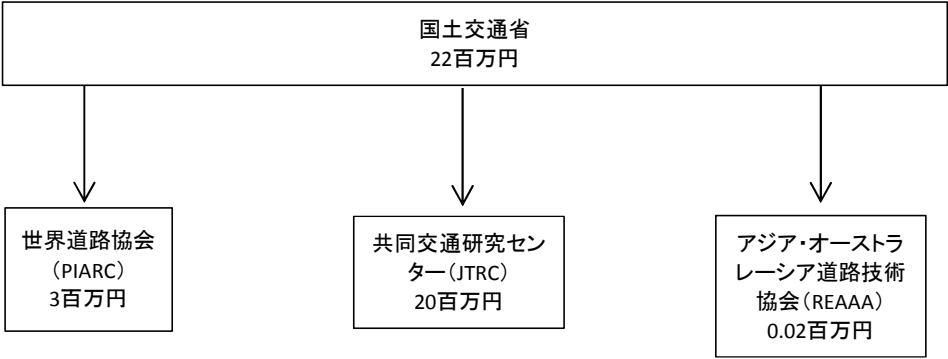 国土交通省
22百万円
世界道路協会
（PIARC）
3百万円
共同交通研究セン
ター（JTRC）
20百万円
アジア・オーストラ
レーシア道路技術
協会（REAAA）
0.02百万円